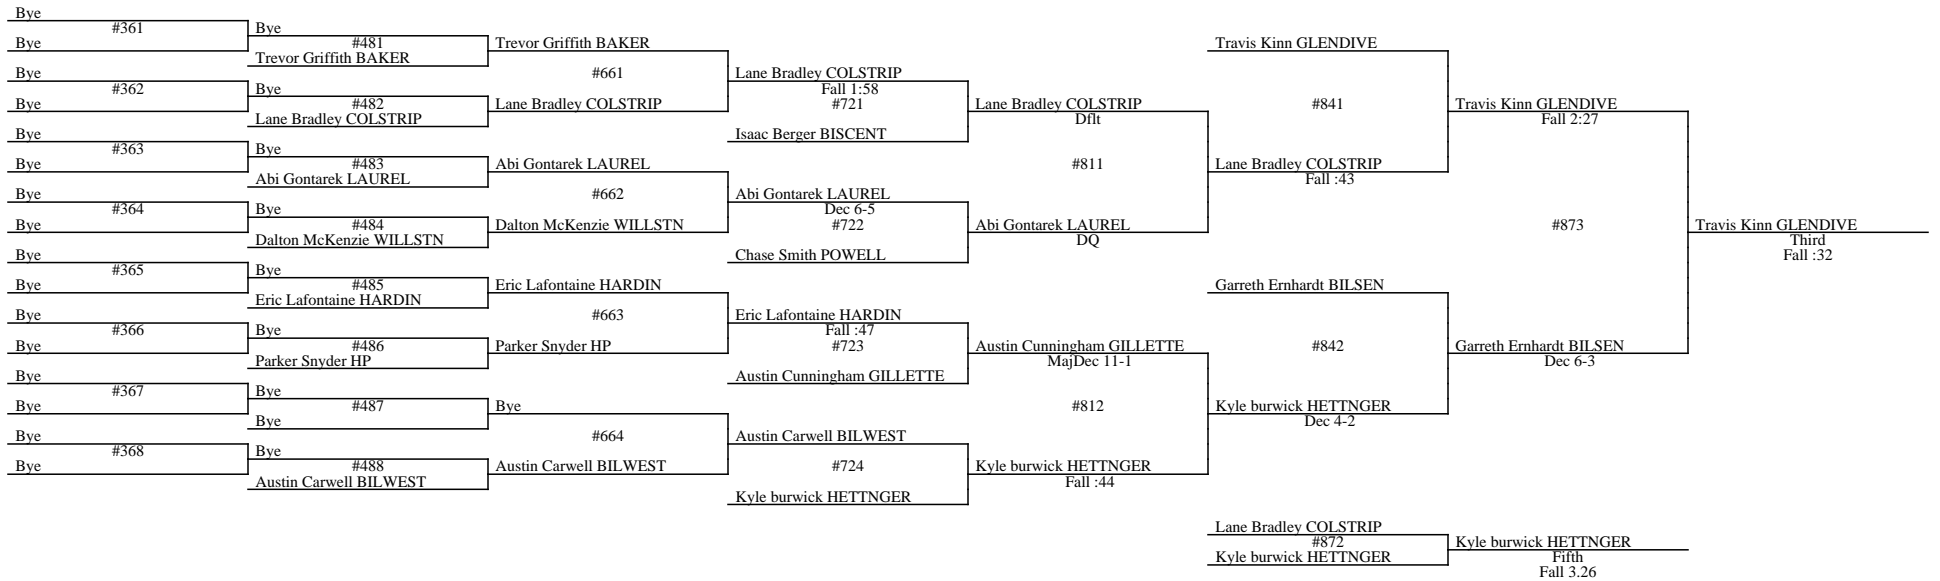 Bye
#361
Bye
Bye
#362
Bye
Bye
#363
Bye
Bye
#364
Bye
Bye
#365
Bye
Bye
#366
Bye
Bye
#367
Bye
Bye
#368
Bye
Bye
#481
Trevor Griffith BAKER
Bye
#482
Lane Bradley COLSTRIP
Bye
#483
Abi Gontarek LAUREL
Bye
#484
Dalton McKenzie WILLSTN
Bye
#485
Eric Lafontaine HARDIN
Bye
#486
Parker Snyder HP
Bye
#487
Bye
Bye
#488
Austin Carwell BILWEST
Trevor Griffith BAKER
#661
Lane Bradley COLSTRIP
Abi Gontarek LAUREL
#662
Dalton McKenzie WILLSTN
Eric Lafontaine HARDIN
#663
Parker Snyder HP
Bye
#664
Austin Carwell BILWEST
Lane Bradley COLSTRIP
Fall 1:58
#721
Isaac Berger BISCENT
Abi Gontarek LAUREL
Dec 6-5
#722
Chase Smith POWELL
Eric Lafontaine HARDIN
Fall :47
#723
Austin Cunningham GILLETTE
Austin Carwell BILWEST
#724
Kyle burwick HETTNGER
Lane Bradley COLSTRIP
Dflt
#811
Abi Gontarek LAUREL
DQ
Austin Cunningham GILLETTE
MajDec 11-1
#812
Kyle burwick HETTNGER
Fall :44
Travis Kinn GLENDIVE
#841
Lane Bradley COLSTRIP
Fall :43
Garreth Ernhardt BILSEN
#842
Kyle burwick HETTNGER
Dec 4-2
Travis Kinn GLENDIVE
Fall 2:27
#873
Garreth Ernhardt BILSEN
Dec 6-3
Travis Kinn GLENDIVE
Third
Fall :32
Lane Bradley COLSTRIP
#872
Kyle burwick HETTNGER
Kyle burwick HETTNGER
Fifth
Fall 3.26